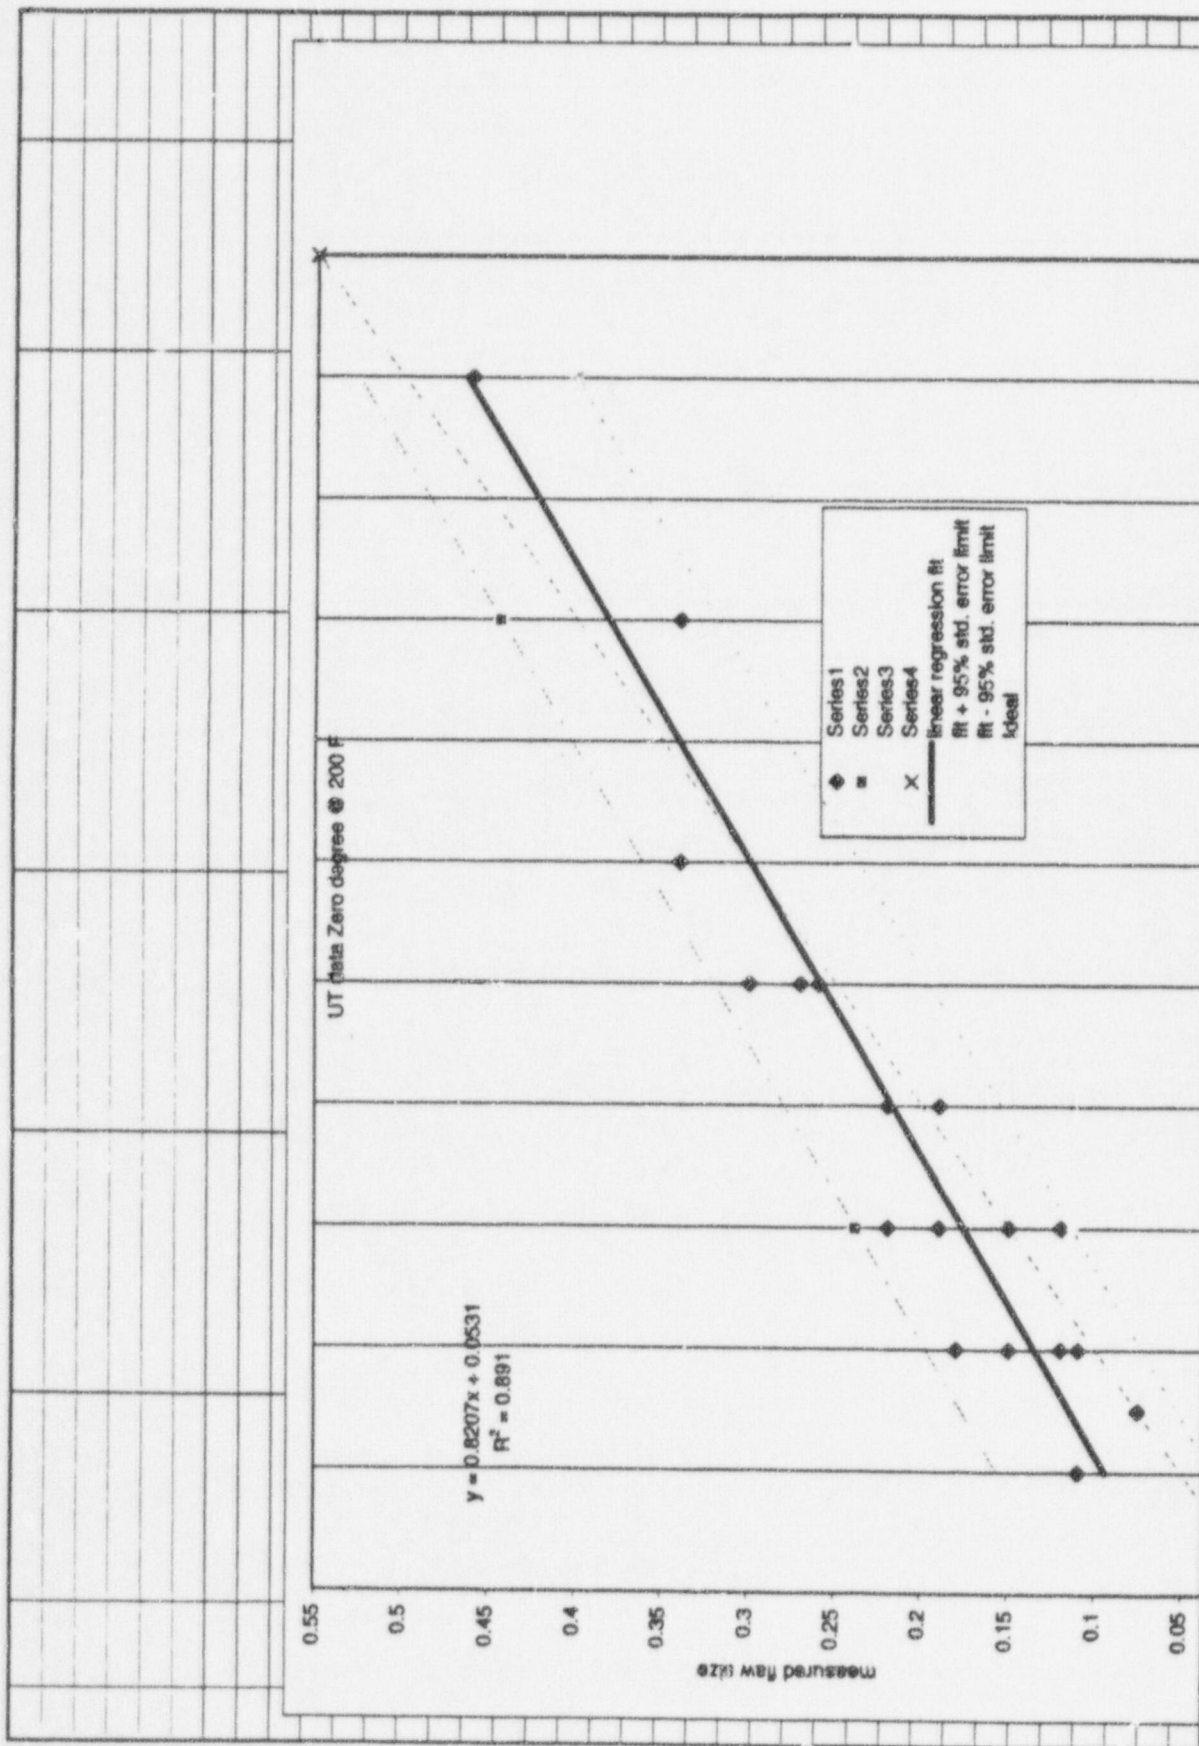 UT data Zero degree @ 200 F
y = 0.8207x + 0.0531
R² = 0.891
measured flaw size
0.55
0.5
0.45
0.4
0.35
0.3
0.25
0.2
0.15
0.1
0.05
Series1
Series2
Series3
Series4
linear regression fit
fit + 95% std. error limit
fit - 95% std. error limit
Ideal